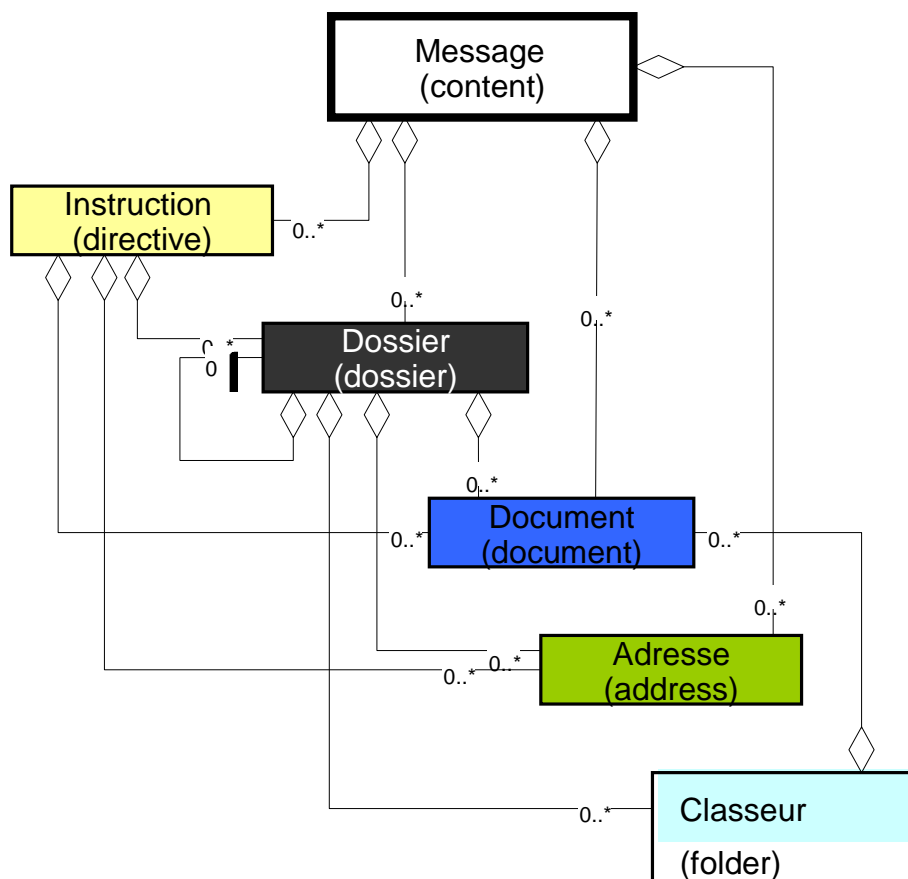 Message
(content)
Instruction
(directive)
0..*
0..*
0..*
Dossier
(dossier)
0..*
0
0..*
Document
(document)
0..*
0..*
0..*
Adresse
(address)
0..*
0..*
Classeur
(folder)
0..*